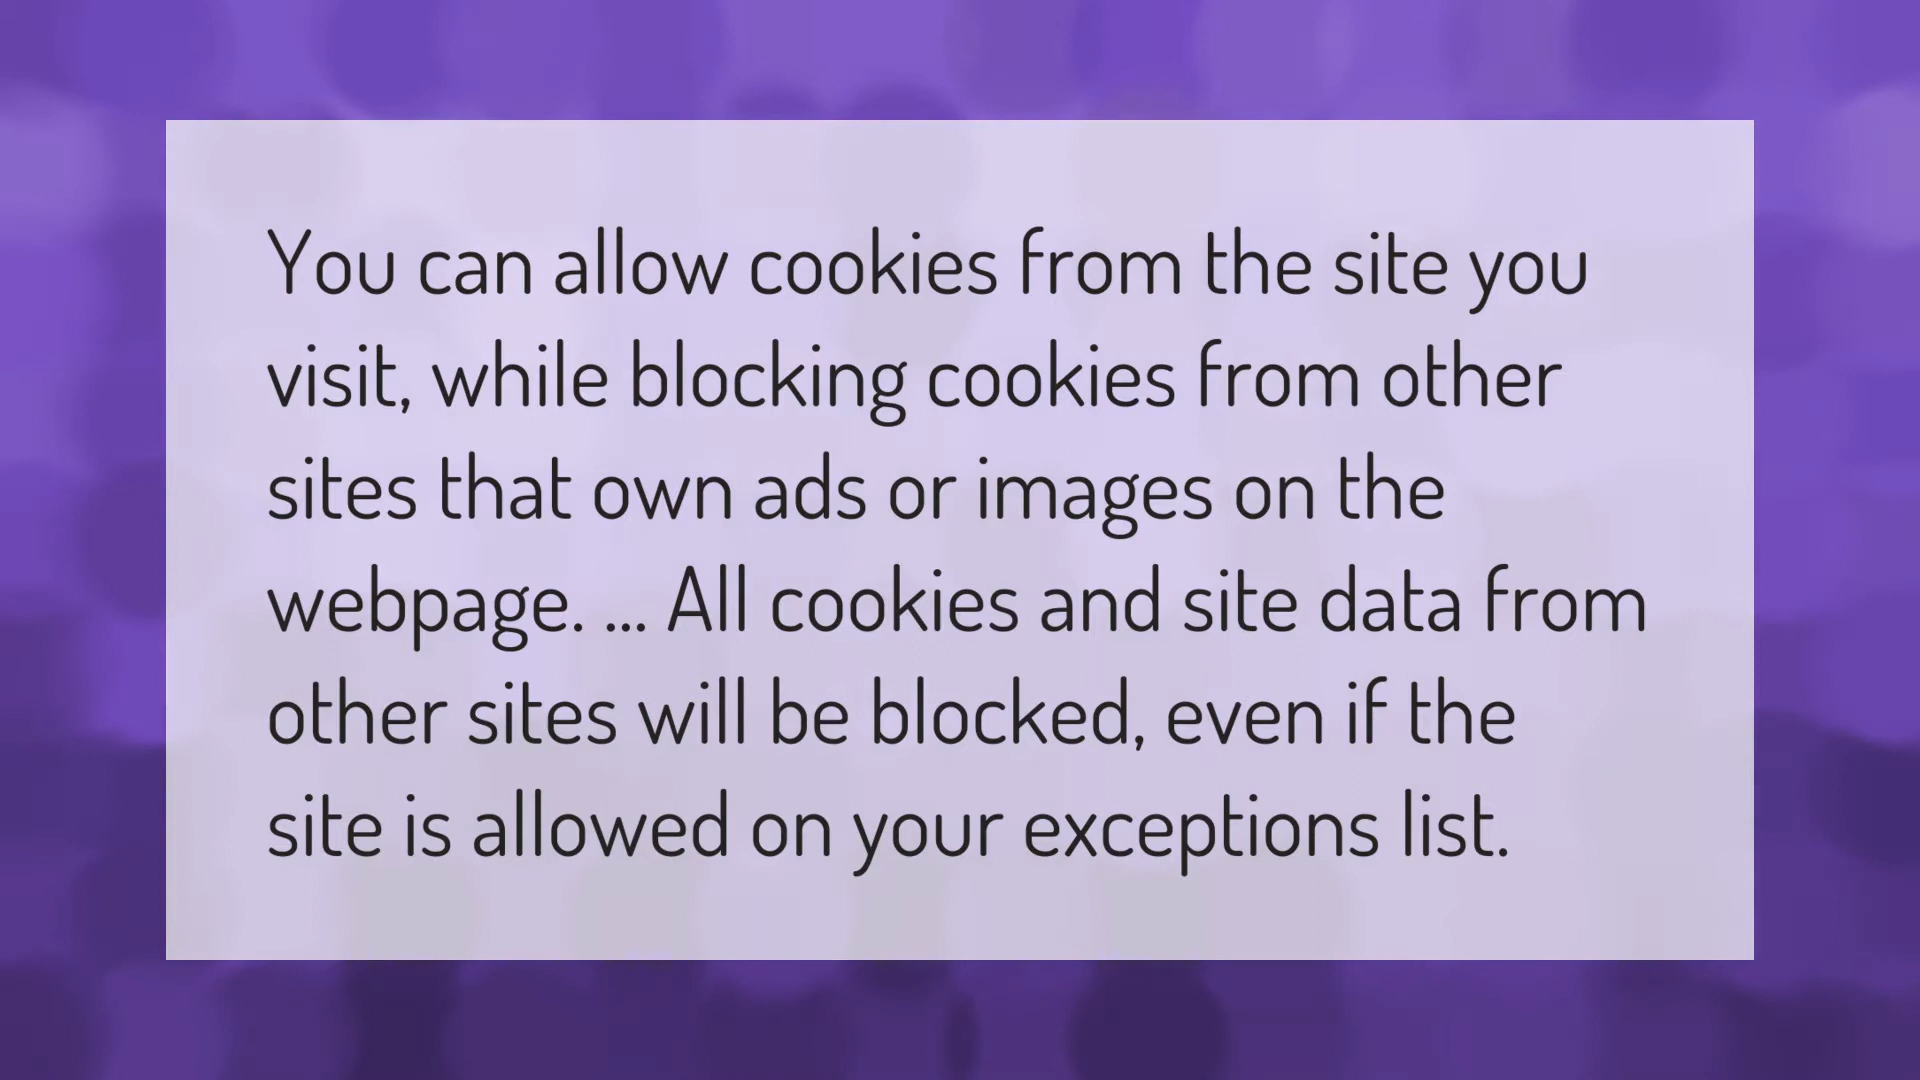 You can allow cookies from the site you
visit, while blocking cookies from other
sites that own ads or images on the
webpage. ... All cookies and site data from
other sites will be blocked, even if the
site is allowed on your exceptions list.